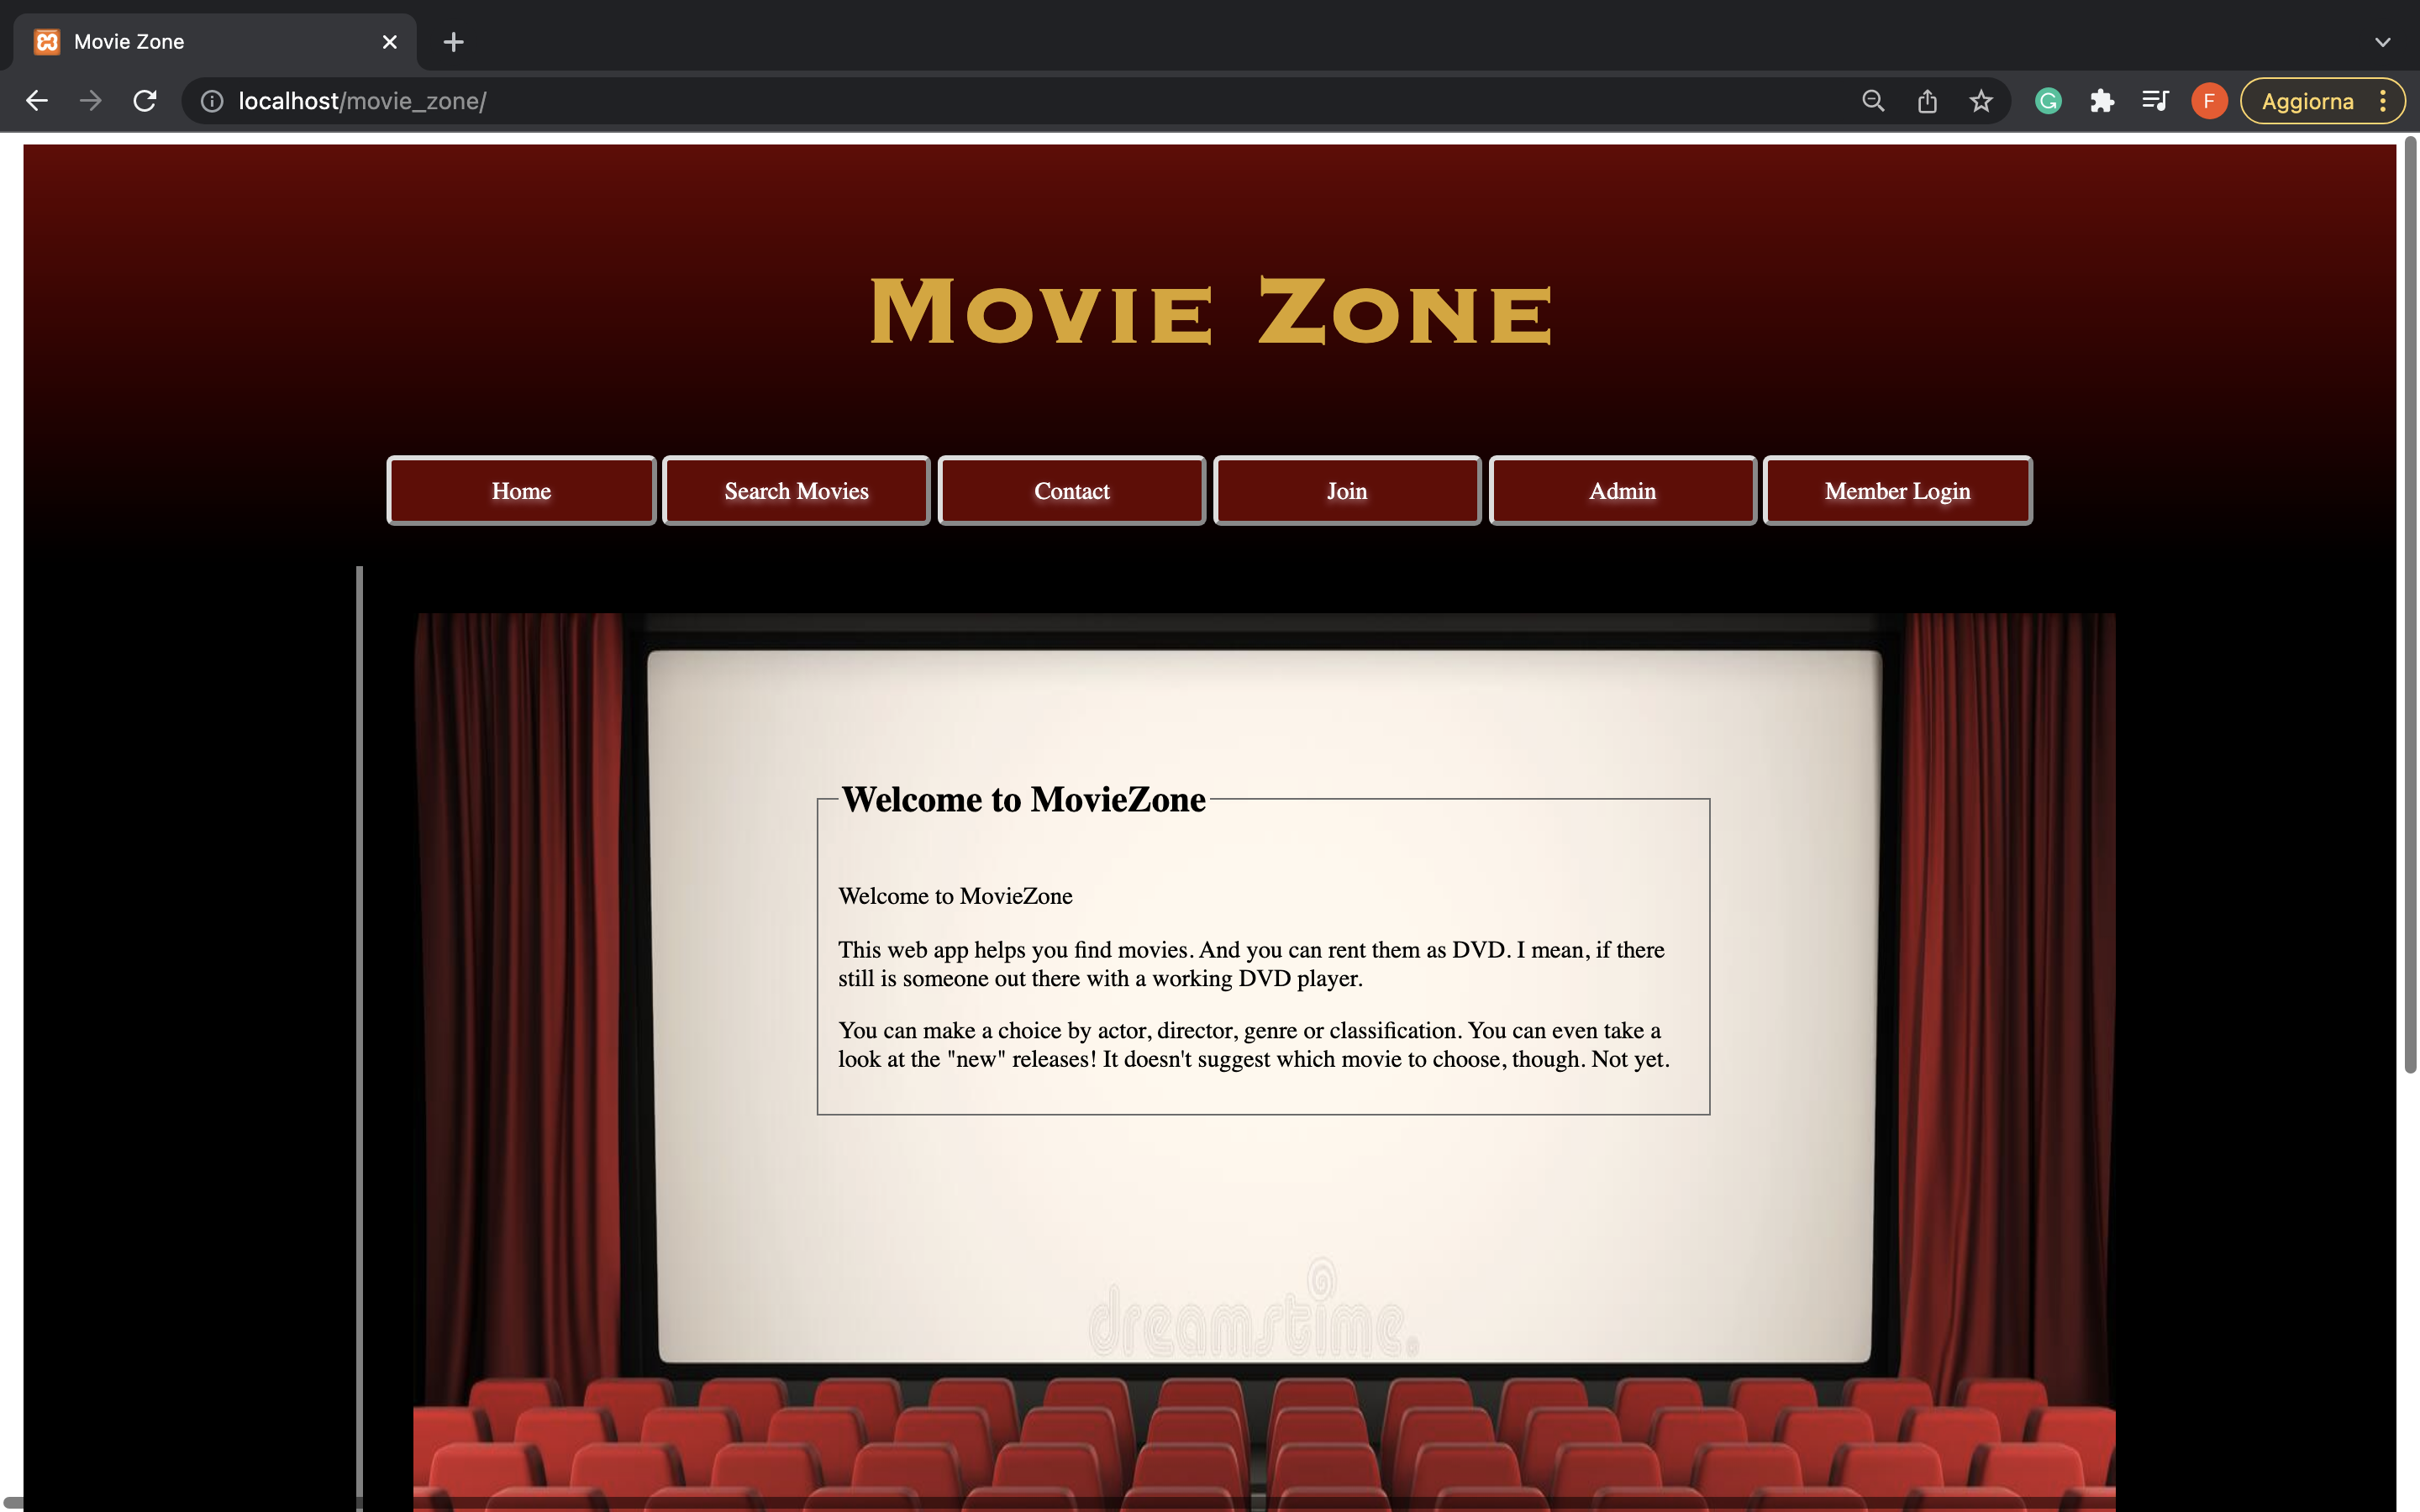 Movie Zone
localhost/movie_zone/
F
Aggiorna
Movie Zone
Home
Search Movies
Contact
Join
Admin
Member Login
Welcome to MovieZone
Welcome to MovieZone
This web app helps you find movies. And you can rent them as DVD. I mean, if there
still is someone out there with a working DVD player.
You can make a choice by actor, director, genre or classification. You can even take a
look at the "new" releases! It doesn't suggest which movie to choose, though. Not yet.
dreamstime.